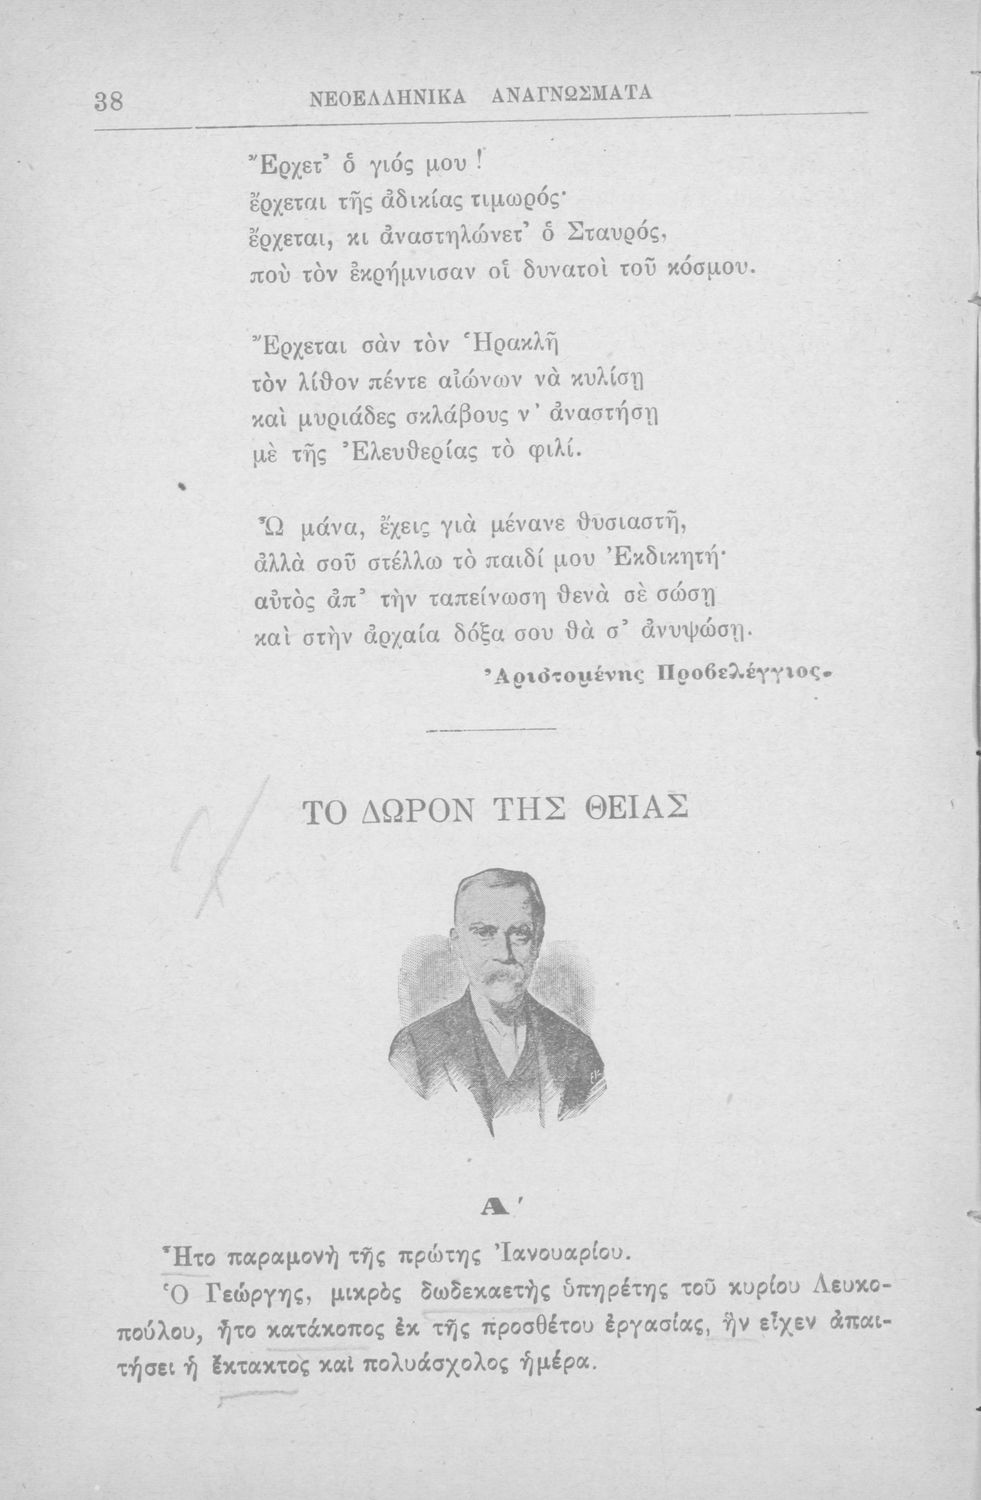 38 ΝΕΟΕΛΛΗΝΙΚΑ ΑΝΑΓΝΩΣΜΑΤΑ
Ἔρχετ’ ὁ γιός μου !
ἔρχεται τῆς ἀδικίας τιμωρός·
ἔρχεται, κι ἀναστηλώνετ’ ὁ Σταυρός,
ποὺ τὸν ἐκρήμνισαν οἱ δυνατοὶ τοῦ κόσμου.
Ἔρχεται σὰν τὸν Ἡρακλῆ
τὸν λίθον πέντε αἰώνων νὰ κυλίσῃ
καὶ μυριάδες σκλάβους ν’ ἀναστήσῃ
μὲ τῆς Ἐλευθερίας τὸ φιλί.
Ὦ μάνα, ἔχεις γιὰ μένανε θυσιαστῆ,
ἀλλὰ σοῦ στέλλω τὸ παιδί μου Ἐκδικητή·
αὐτὸς ἀπ’ τὴν ταπείνωση θενὰ σὲ σώσῃ
καὶ στὴν ἀρχαία δόξα σου θὰ σ’ ἀνυψώσῃ.
Ἀριστομένης Προβελέγγιος.
ΤΟ ΔΩΡΟΝ ΤΗΣ ΘΕΙΑΣ
Α′
Ἦτο παραμονὴ τῆς πρώτης Ἰανουαρίου.
Ὁ Γεώργης, μικρὸς δωδεκαετὴς ὑπηρέτης τοῦ κυρίου Λευκο-
πούλου, ἦτο κατάκοπος ἐκ τῆς προσθέτου ἐργασίας, ἣν εἶχεν ἀπαι-
τήσει ἡ ἔκτακτος καὶ πολυάσχολος ἡμέρα.